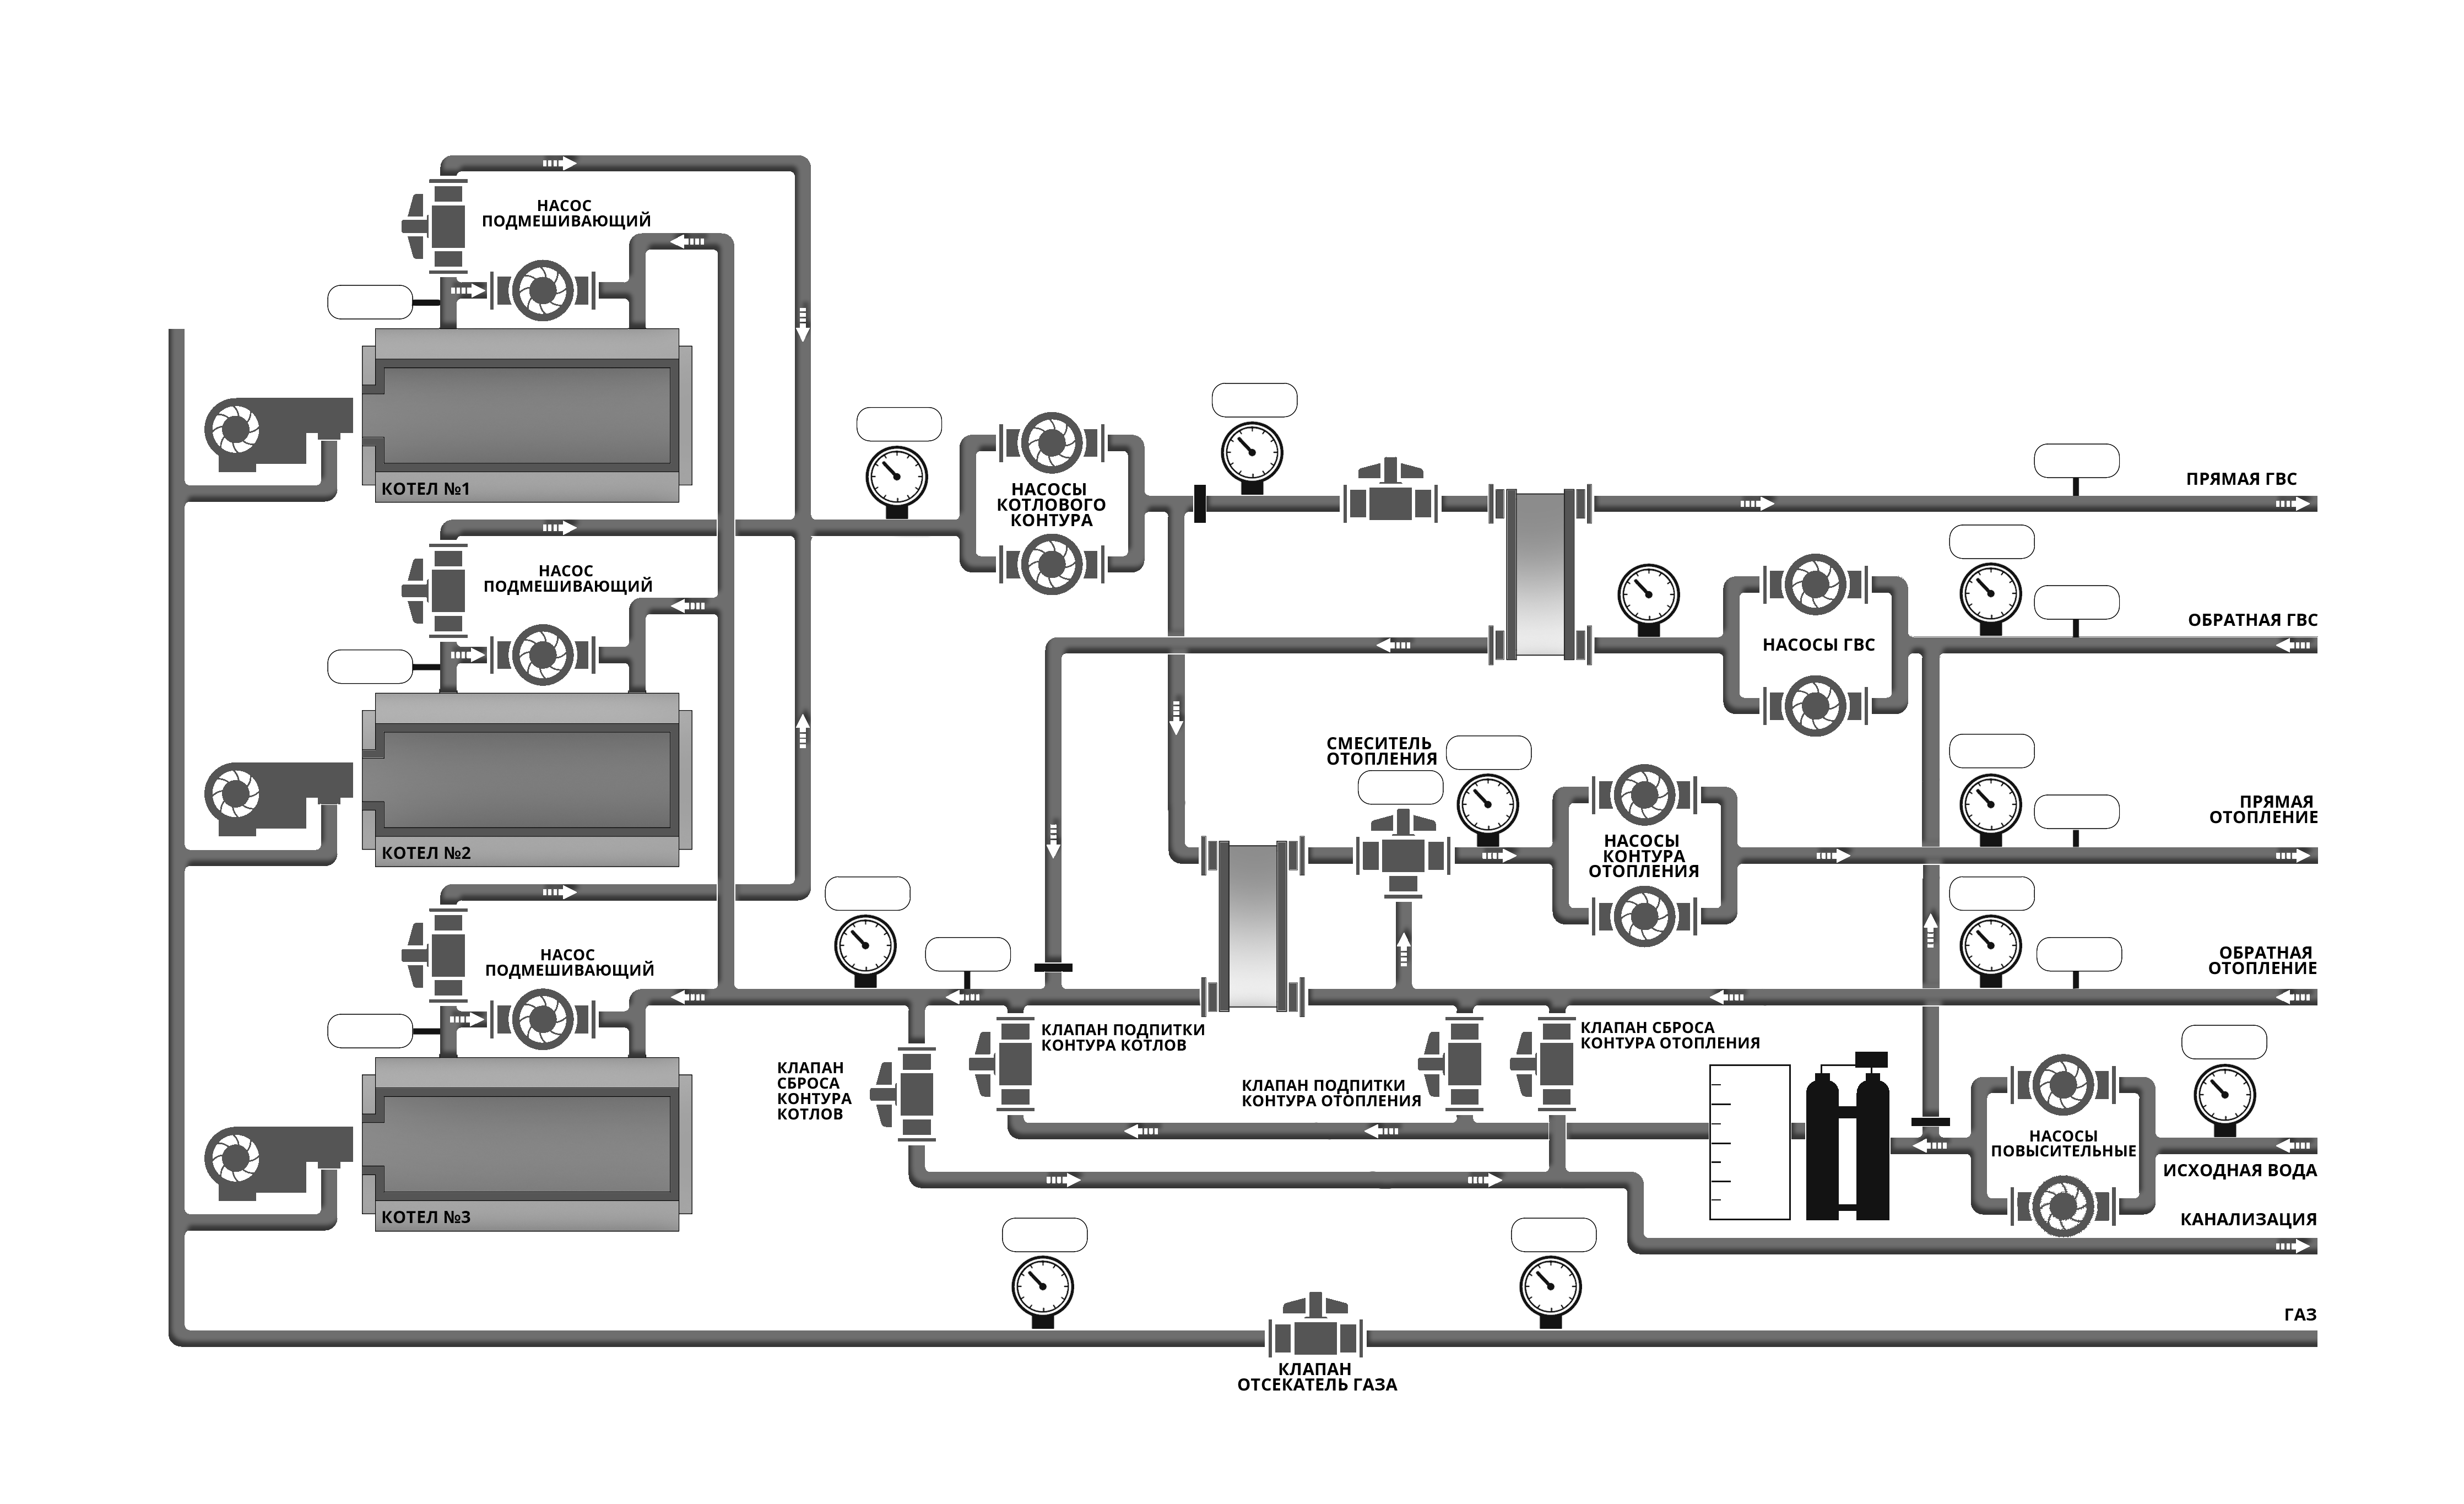 НАСОС
ПОДМЕШИВАЮЩИЙ
КОТЕЛ №1
НАСОСЫ
КОТЛОВОГО
КОНТУРА
ПРЯМАЯ ГВС
НАСОС
ПОДМЕШИВАЮЩИЙ
ОБРАТНАЯ ГВС
НАСОСЫ ГВС
СМЕСИТЕЛЬ
ОТОПЛЕНИЯ
ПРЯМАЯ
ОТОПЛЕНИЕ
НАСОСЫ
КОНТУРА
ОТОПЛЕНИЯ
КОТЕЛ №2
НАСОС
ПОДМЕШИВАЮЩИЙ
ОБРАТНАЯ
ОТОПЛЕНИЕ
КЛАПАН ПОДПИТКИ
КОНТУРА КОТЛОВ
КЛАПАН СБРОСА
КОНТУРА ОТОПЛЕНИЯ
КЛАПАН
СБРОСА
КОНТУРА
КОТЛОВ
КЛАПАН ПОДПИТКИ
КОНТУРА ОТОПЛЕНИЯ
НАСОСЫ
ПОВЫСИТЕЛЬНЫЕ
ИСХОДНАЯ ВОДА
КОТЕЛ №3
КАНАЛИЗАЦИЯ
ГАЗ
КЛАПАН
ОТСЕКАТЕЛЬ ГАЗА